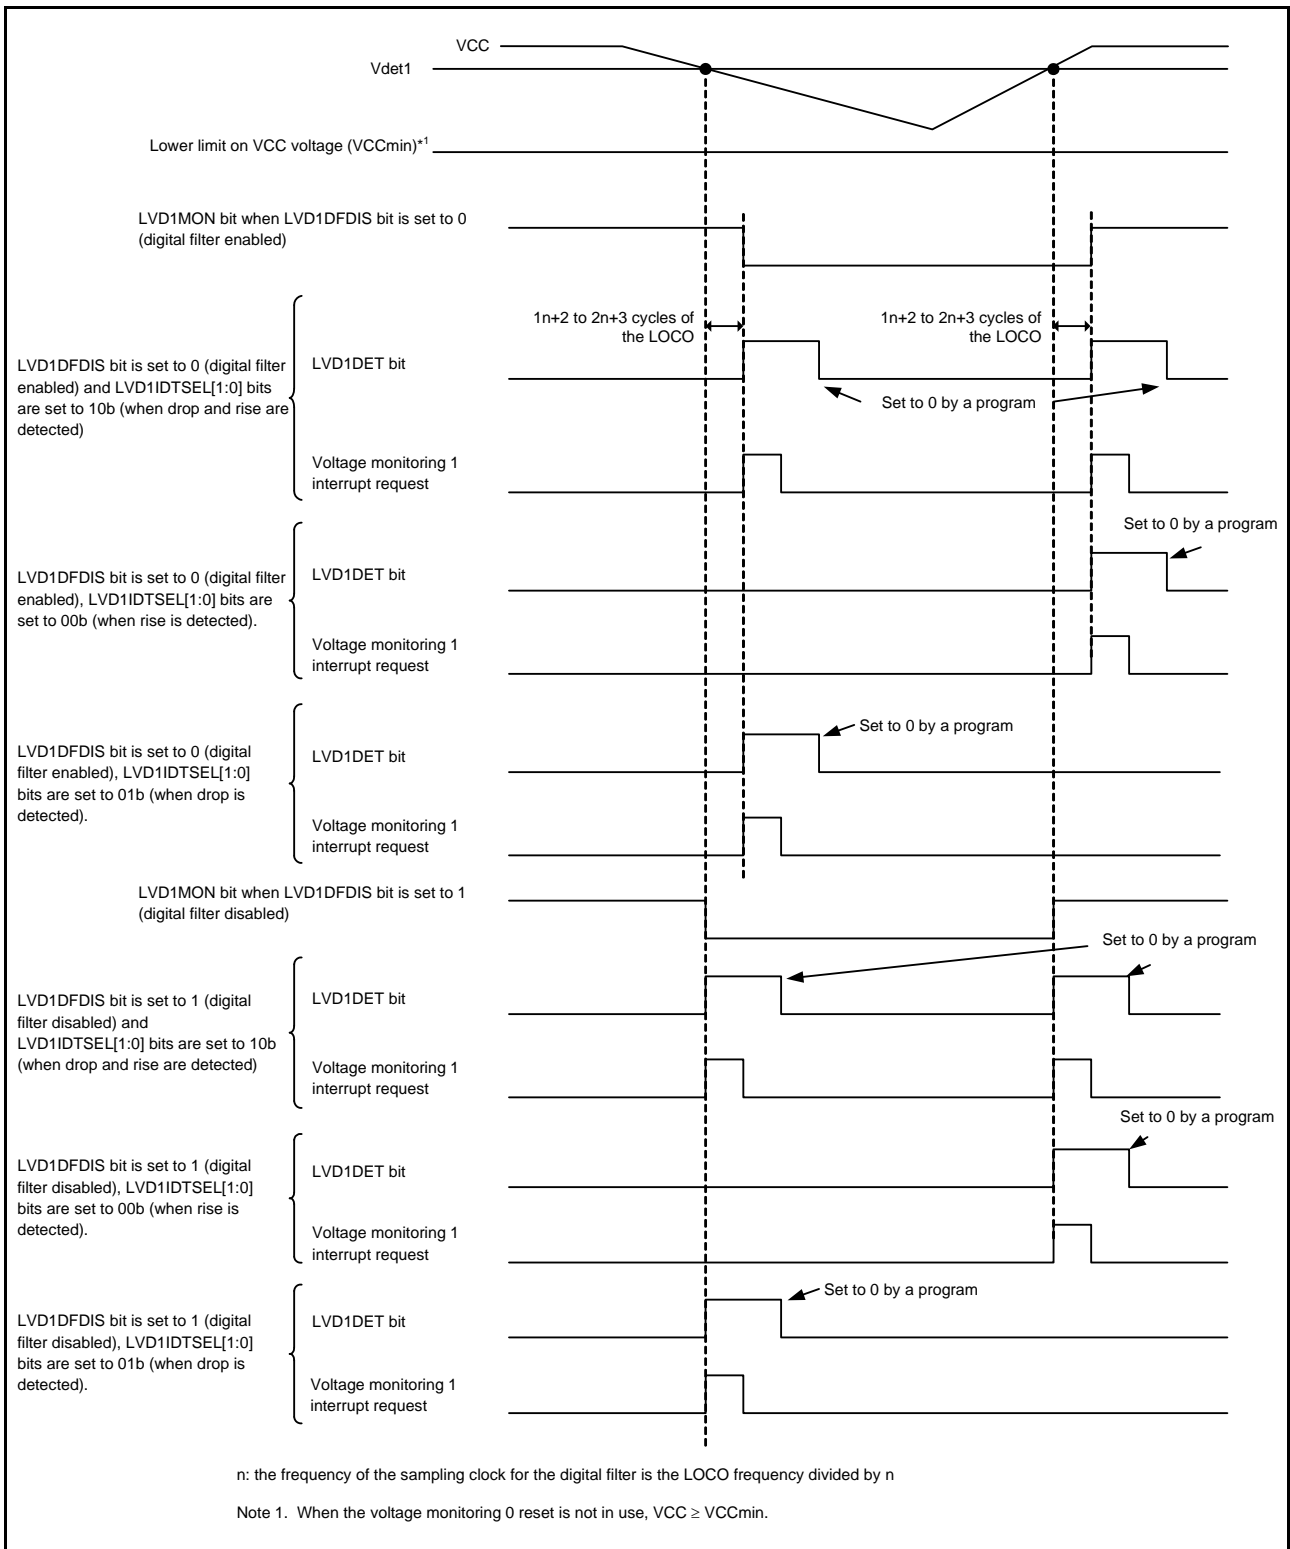 VCC
Vdet1
Lower limit on VCC voltage (VCCmin)*1
LVD1MON bit when LVD1DFDIS bit is set to 0
(digital filter enabled)
1n+2 to 2n+3 cycles of
the LOCO
1n+2 to 2n+3 cycles of
the LOCO
LVD1DFDIS bit is set to 0 (digital filter
enabled) and LVD1IDTSEL[1:0] bits
are set to 10b (when drop and rise are
detected)
LVD1DET bit
Set to 0 by a program
Voltage monitoring 1
interrupt request
Set to 0 by a program
LVD1DFDIS bit is set to 0 (digital filter
enabled), LVD1IDTSEL[1:0] bits are
set to 00b (when rise is detected).
LVD1DET bit
Voltage monitoring 1
interrupt request
Set to 0 by a program
LVD1DFDIS bit is set to 0 (digital
filter enabled), LVD1IDTSEL[1:0]
bits are set to 01b (when drop is
detected).
LVD1DET bit
Voltage monitoring 1
interrupt request
LVD1MON bit when LVD1DFDIS bit is set to 1
(digital filter disabled)
Set to 0 by a program
LVD1DFDIS bit is set to 1 (digital
filter disabled) and
LVD1IDTSEL[1:0] bits are set to 10b
(when drop and rise are detected)
LVD1DET bit
Voltage monitoring 1
interrupt request
Set to 0 by a program
LVD1DFDIS bit is set to 1 (digital
filter disabled), LVD1IDTSEL[1:0]
bits are set to 00b (when rise is
detected).
LVD1DET bit
Voltage monitoring 1
interrupt request
Set to 0 by a program
LVD1DFDIS bit is set to 1 (digital
filter disabled), LVD1IDTSEL[1:0]
bits are set to 01b (when drop is
detected).
LVD1DET bit
Voltage monitoring 1
interrupt request
n: the frequency of the sampling clock for the digital filter is the LOCO frequency divided by n
Note 1. When the voltage monitoring 0 reset is not in use, VCC ≥ VCCmin.